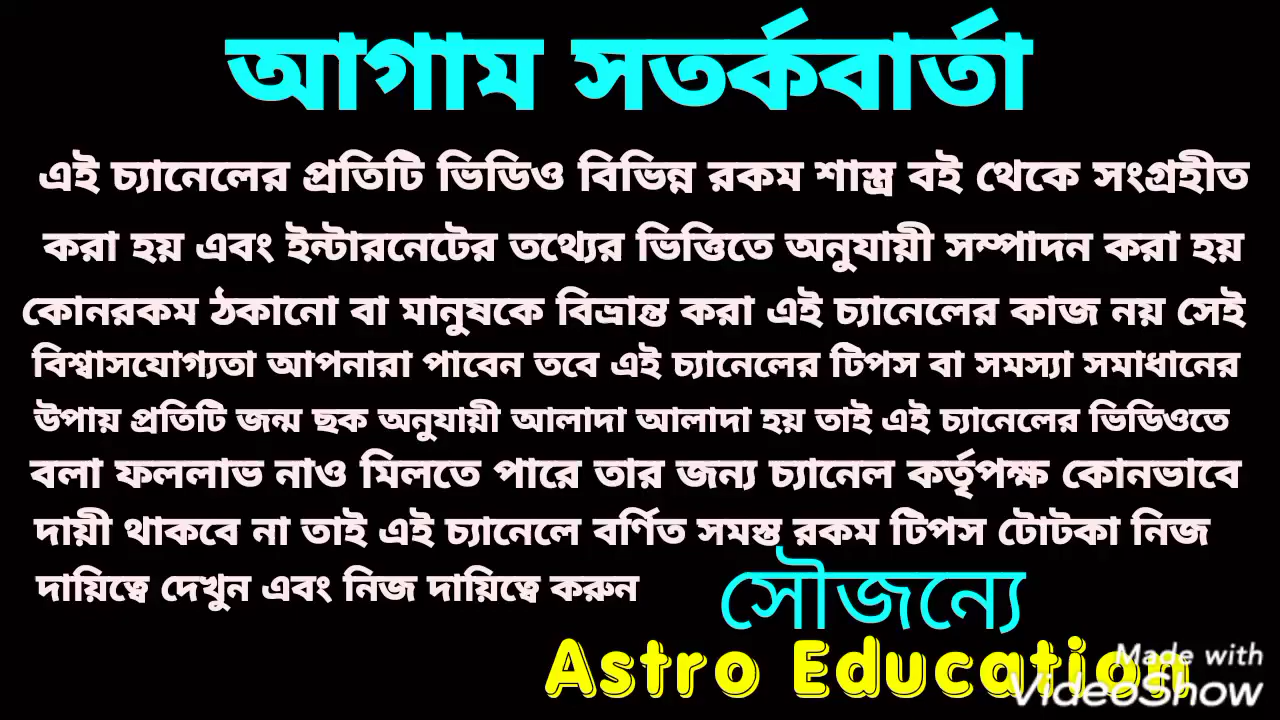 আগাম সতর্কবার্তা
এই চ্যানেলের প্রতিটি ভিডিও বিভিন্ন রকম শাস্ত্র বই থেকে সংগ্রহীত
করা হয় এবং ইন্টারনেটের তথ্যের ভিত্তিতে অনুযায়ী সম্পাদন করা হয়
কোনরকম ঠকানো বা মানুষকে বিভ্রান্ত করা এই চ্যানেলের কাজ নয় সেই
বিশ্বাসযোগ্যতা আপনারা পাবেন তবে এই চ্যানেলের টিপস বা সমস্যা সমাধানের
উপায় প্রতিটি জন্ম ছক অনুযায়ী আলাদা আলাদা হয় তাই এই চ্যানেলের ভিডিওতে
বলা ফললাভ নাও মিলতে পারে তার জন্য চ্যানেল কর্তৃপক্ষ কোনভাবে
দায়ী থাকবে না তাই এই চ্যানেলে বর্ণিত সমস্ত রকম টিপস টোটকা নিজ
দায়িত্বে দেখুন এবং নিজ দায়িত্বে করুন
সৌজন্যে
Astro Education
Made with
VideoShow